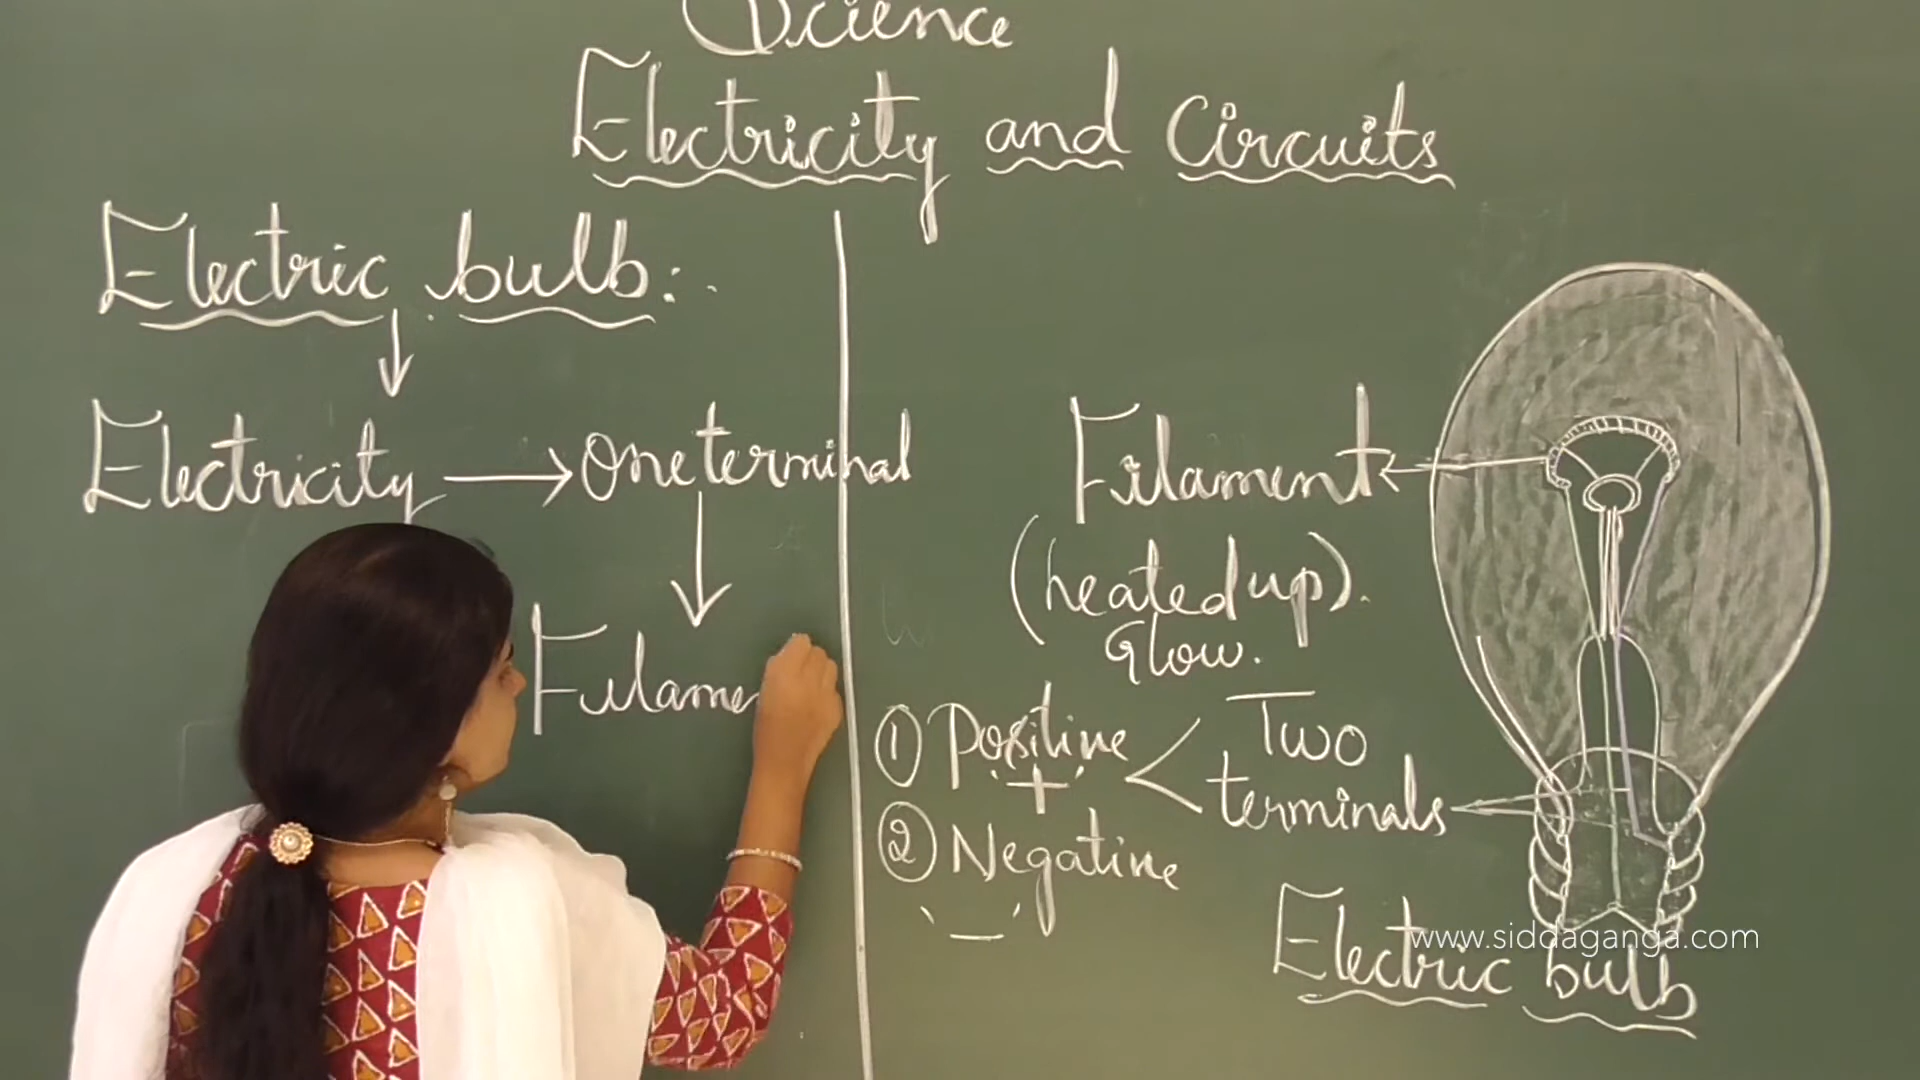 Science
Electricity and Circuits
Electric bulb:
Electricity → One terminal
Filamen
Filament
(heated up).
Glow.
① Positive
+
② Negative
-
Two
terminals
Electric bulb
www.siddaganga.com